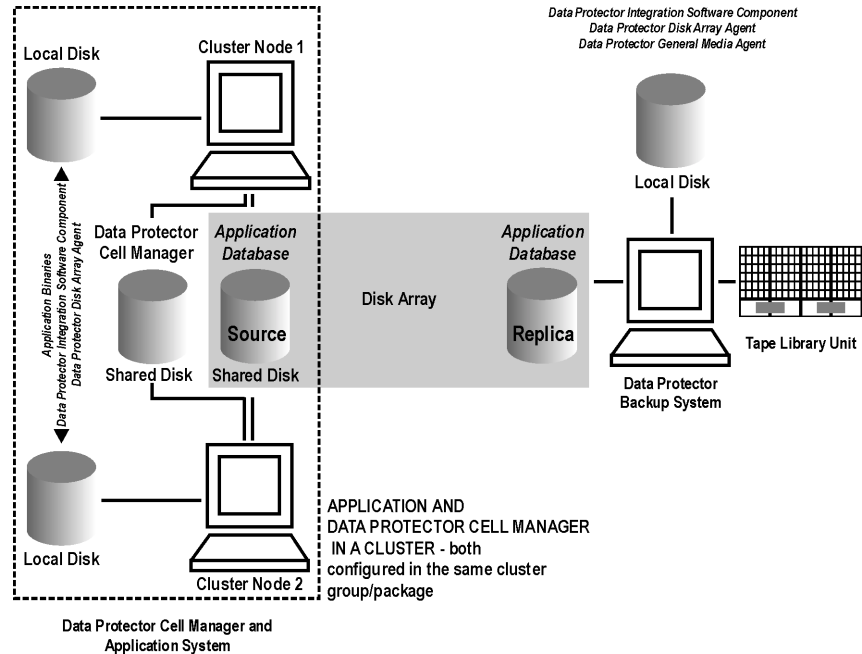 Data Protector Integration Software Component
Data Protector Disk Array Agent
Data Protector General Media Agent
Cluster Node 1
Local Disk
Local Disk
Application Binaries
Data Protector Integration Software Component
Data Protector Disk Array Agent
Data Protector
Cell Manager
Application
Database
Application
Database
Disk Array
Source
Replica
Shared Disk
Shared Disk
Tape Library Unit
Data Protector
Backup System
Local Disk
Cluster Node 2
APPLICATION AND
DATA PROTECTOR CELL MANAGER
IN A CLUSTER - both
configured in the same cluster
group/package
Data Protector Cell Manager and
Application System